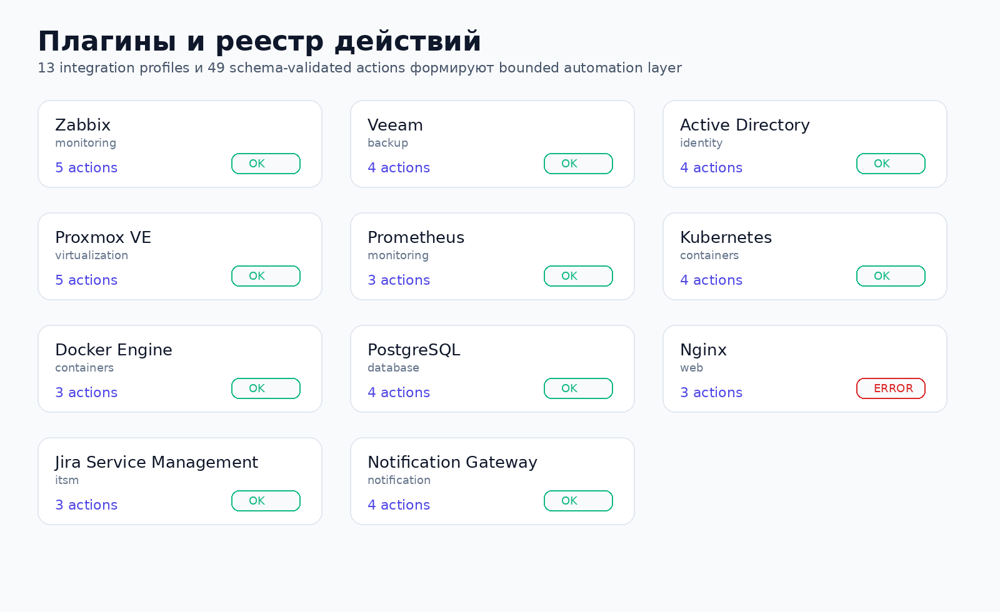 Плагины и реестр действий
13 integration profiles и 49 schema-validated actions формируют bounded automation layer
Zabbix
monitoring
5 actions
OK
Veeam
backup
4 actions
OK
Active Directory
identity
4 actions
OK
Proxmox VE
virtualization
5 actions
OK
Prometheus
monitoring
3 actions
OK
Kubernetes
containers
4 actions
OK
Docker Engine
containers
3 actions
OK
PostgreSQL
database
4 actions
OK
Nginx
web
3 actions
ERROR
Jira Service Management
itsm
3 actions
OK
Notification Gateway
notification
4 actions
OK